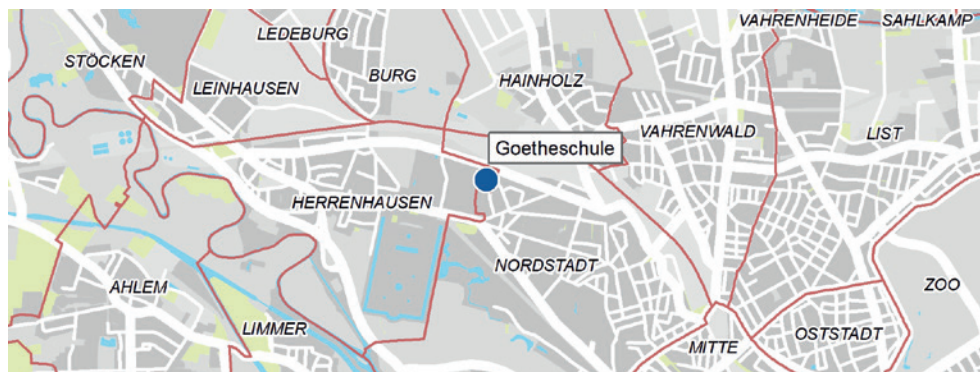 VAHRENHEIDE
SAHLKAMP
LEDEBURG
STÖCKEN
BURG
HAINHOLZ
LEINHAUSEN
VAHRENWALD
LIST
Goetheschule
HERRENHAUSEN
NORDSTADT
AHLEM
ZOO
LIMMER
OSTSTADT
MITTE